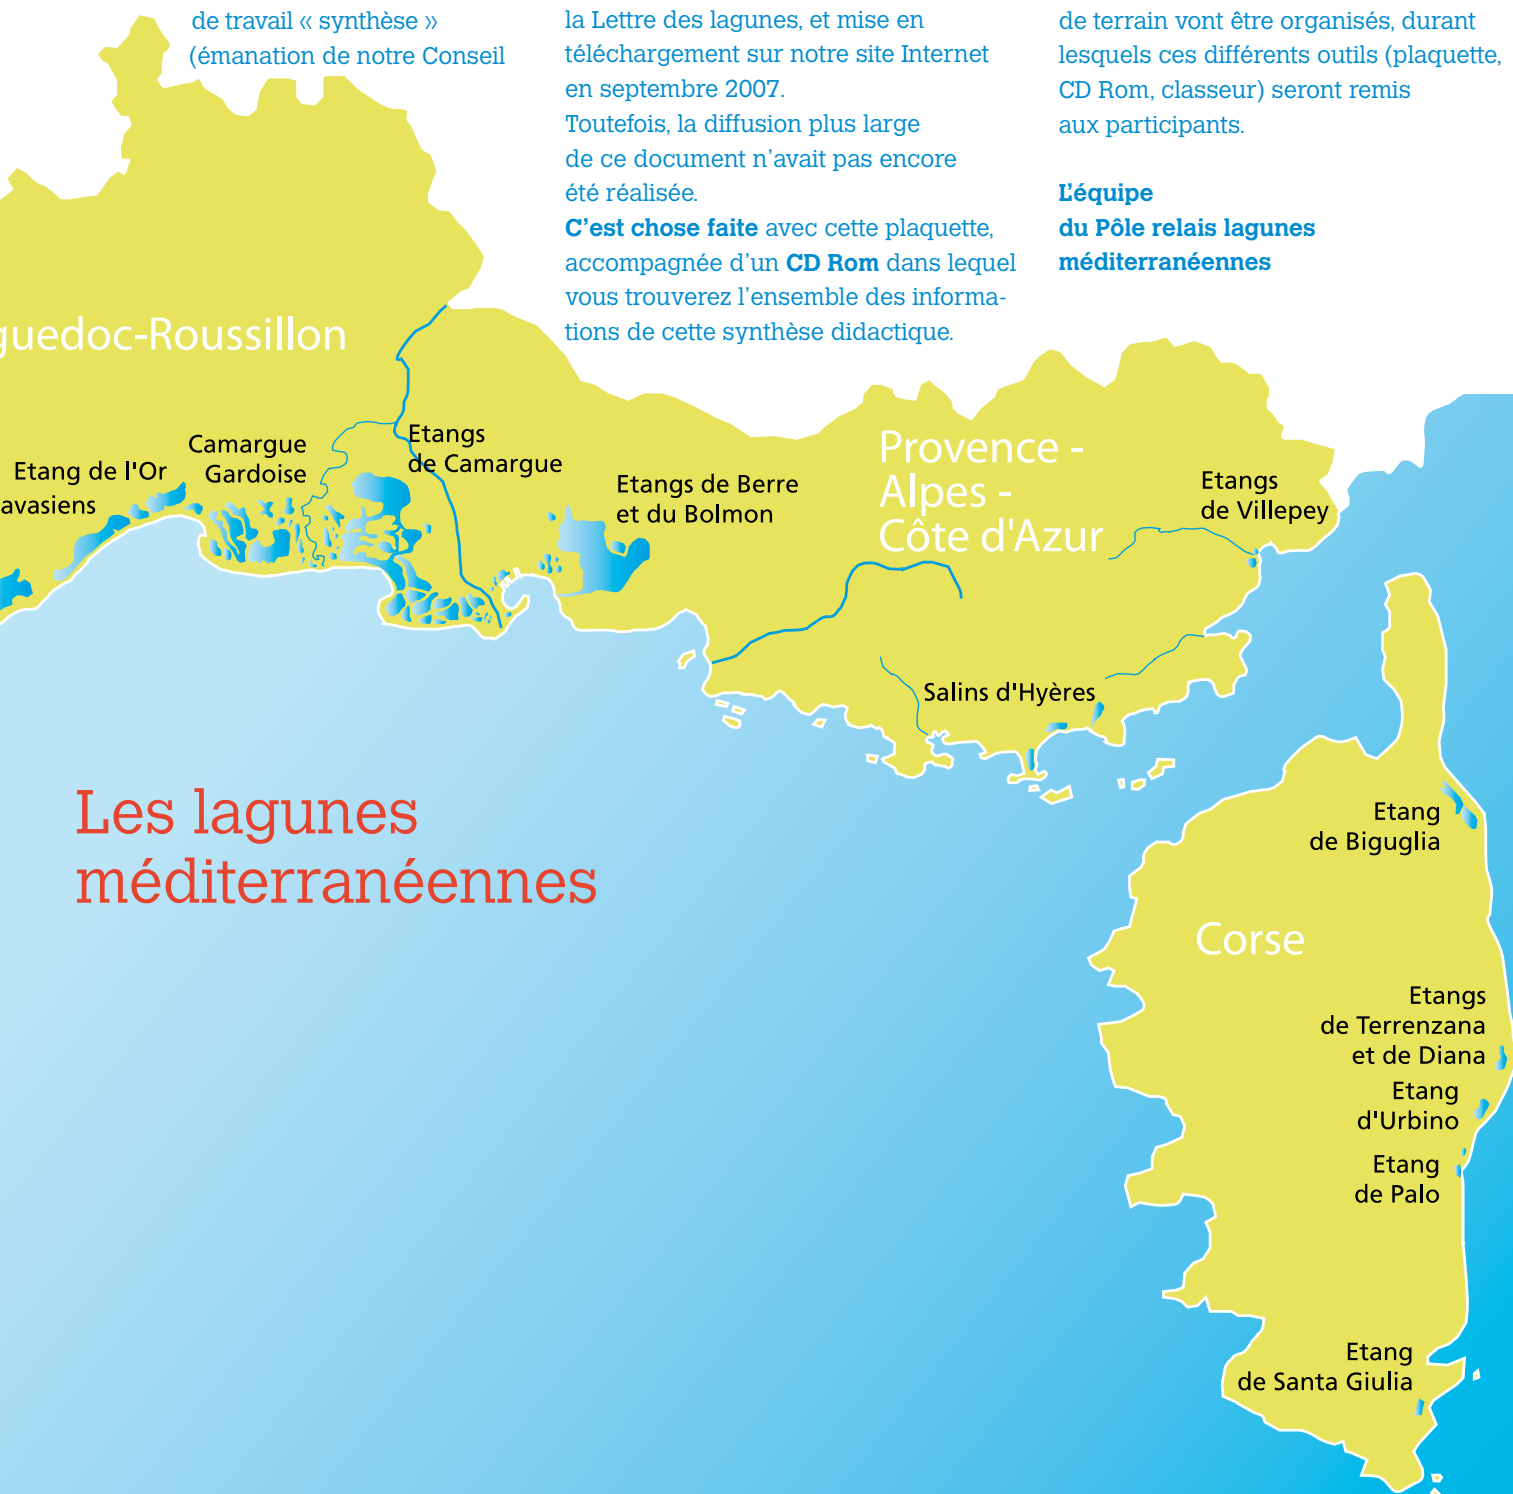 de travail « synthèse »
(émanation de notre Conseil
la Lettre des lagunes, et mise en
téléchargement sur notre site Internet
en septembre 2007.
Toutefois, la diffusion plus large
de ce document n’avait pas encore
été réalisée.
C’est chose faite avec cette plaquette,
accompagnée d’un CD Rom dans lequel
vous trouverez l’ensemble des informa-
tions de cette synthèse didactique.
de terrain vont être organisés, durant
lesquels ces différents outils (plaquette,
CD Rom, classeur) seront remis
aux participants.
L’équipe
du Pôle relais lagunes
méditerranéennes
guedoc-Roussillon
Etang de l'Or
avasiens
Camargue
Gardoise
Etangs
de Camargue
Etangs de Berre
et du Bolmon
Provence -
Alpes -
Côte d'Azur
Etangs
de Villepey
Salins d'Hyères
Les lagunes
méditerranéennes
Etang
de Biguglia
Corse
Etangs
de Terrenzana
et de Diana
Etang
d'Urbino
Etang
de Palo
Etang
de Santa Giulia